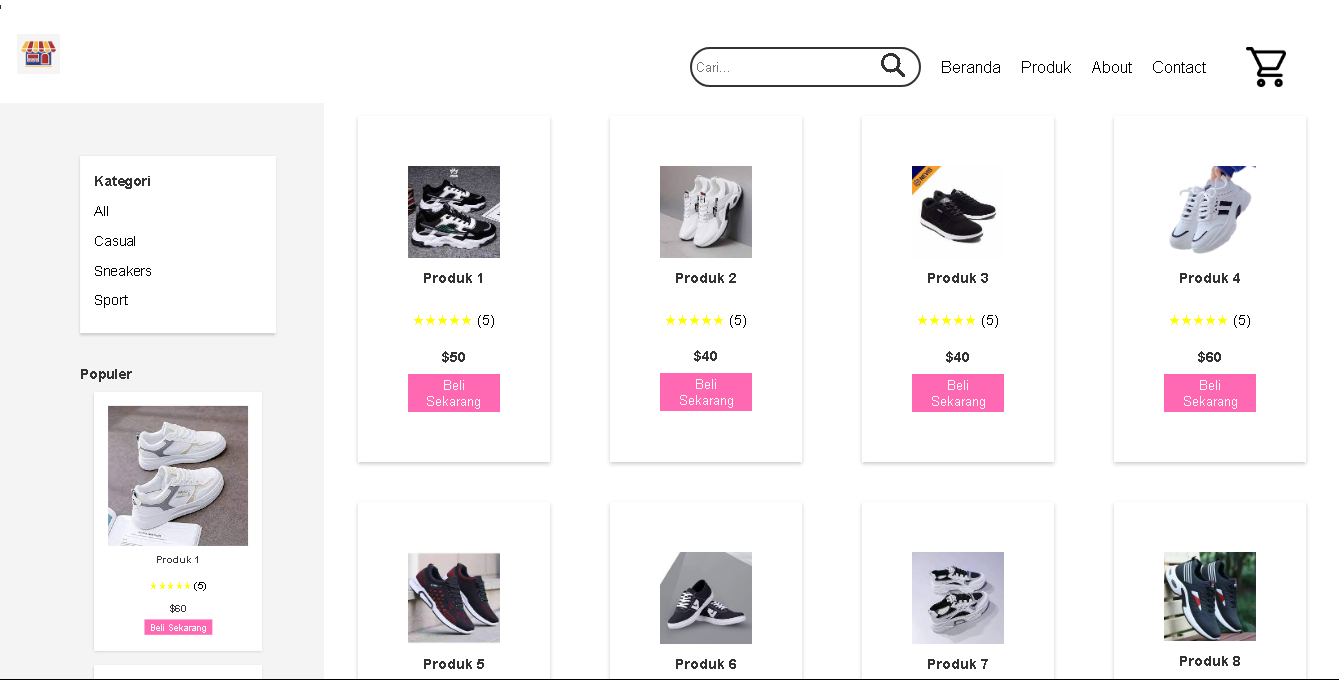 Cari...
Beranda
Produk
About
Contact
Kategori
All
Casual
Sneakers
Sport
Populer
Produk 1
★★★★★ (5)
$60
Beli Sekarang
Produk 1
★★★★★ (5)
$50
Beli
Sekarang
Produk 2
★★★★★ (5)
$40
Beli
Sekarang
Produk 3
★★★★★ (5)
$40
Beli
Sekarang
Produk 4
★★★★★ (5)
$60
Beli
Sekarang
Produk 5
Produk 6
Produk 7
Produk 8